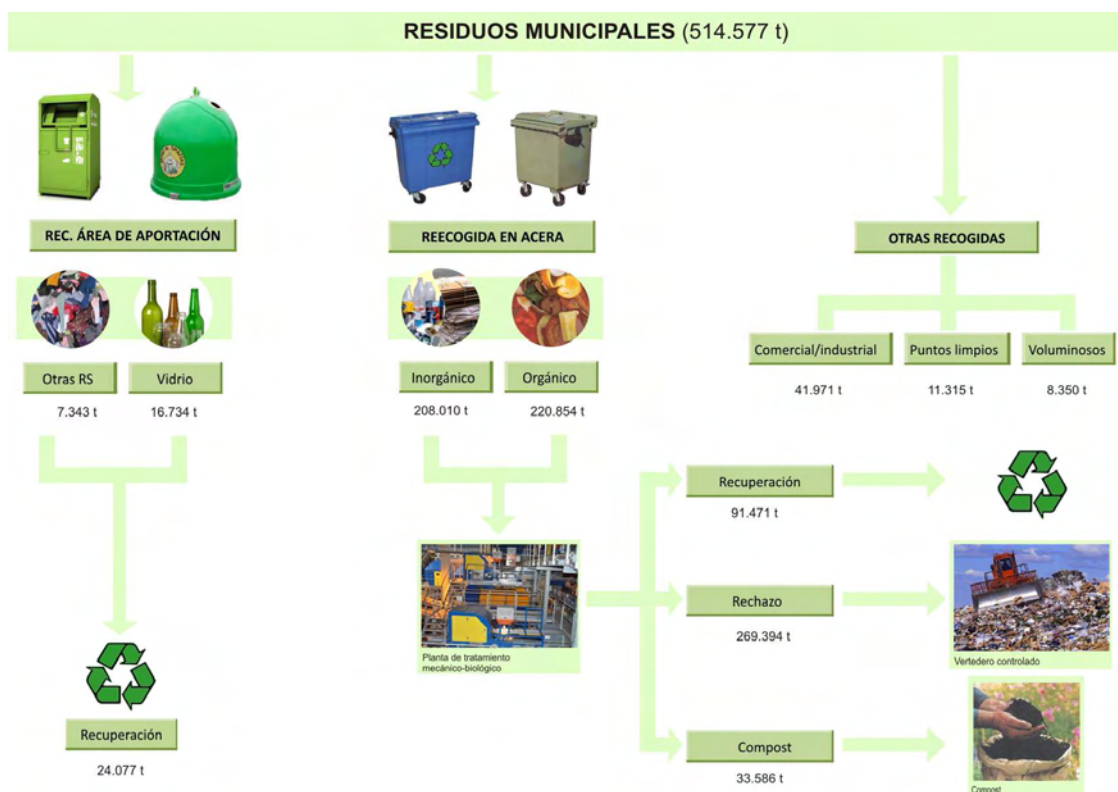 RESIDUOS MUNICIPALES (514.577 t)
REC. ÁREA DE APORTACIÓN
REECOGIDA EN ACERA
OTRAS RECOGIDAS
Otras RS
Vidrio
7.343 t
16.734 t
Inorgánico
Orgánico
208.010 t
220.854 t
Comercial/industrial
Puntos limpios
Voluminosos
41.971 t
11.315 t
8.350 t
Recuperación
91.471 t
Planta de tratamiento
mecánico-biológico
Rechazo
269.394 t
Vertedero controlado
Recuperación
24.077 t
Compost
33.586 t
Compost